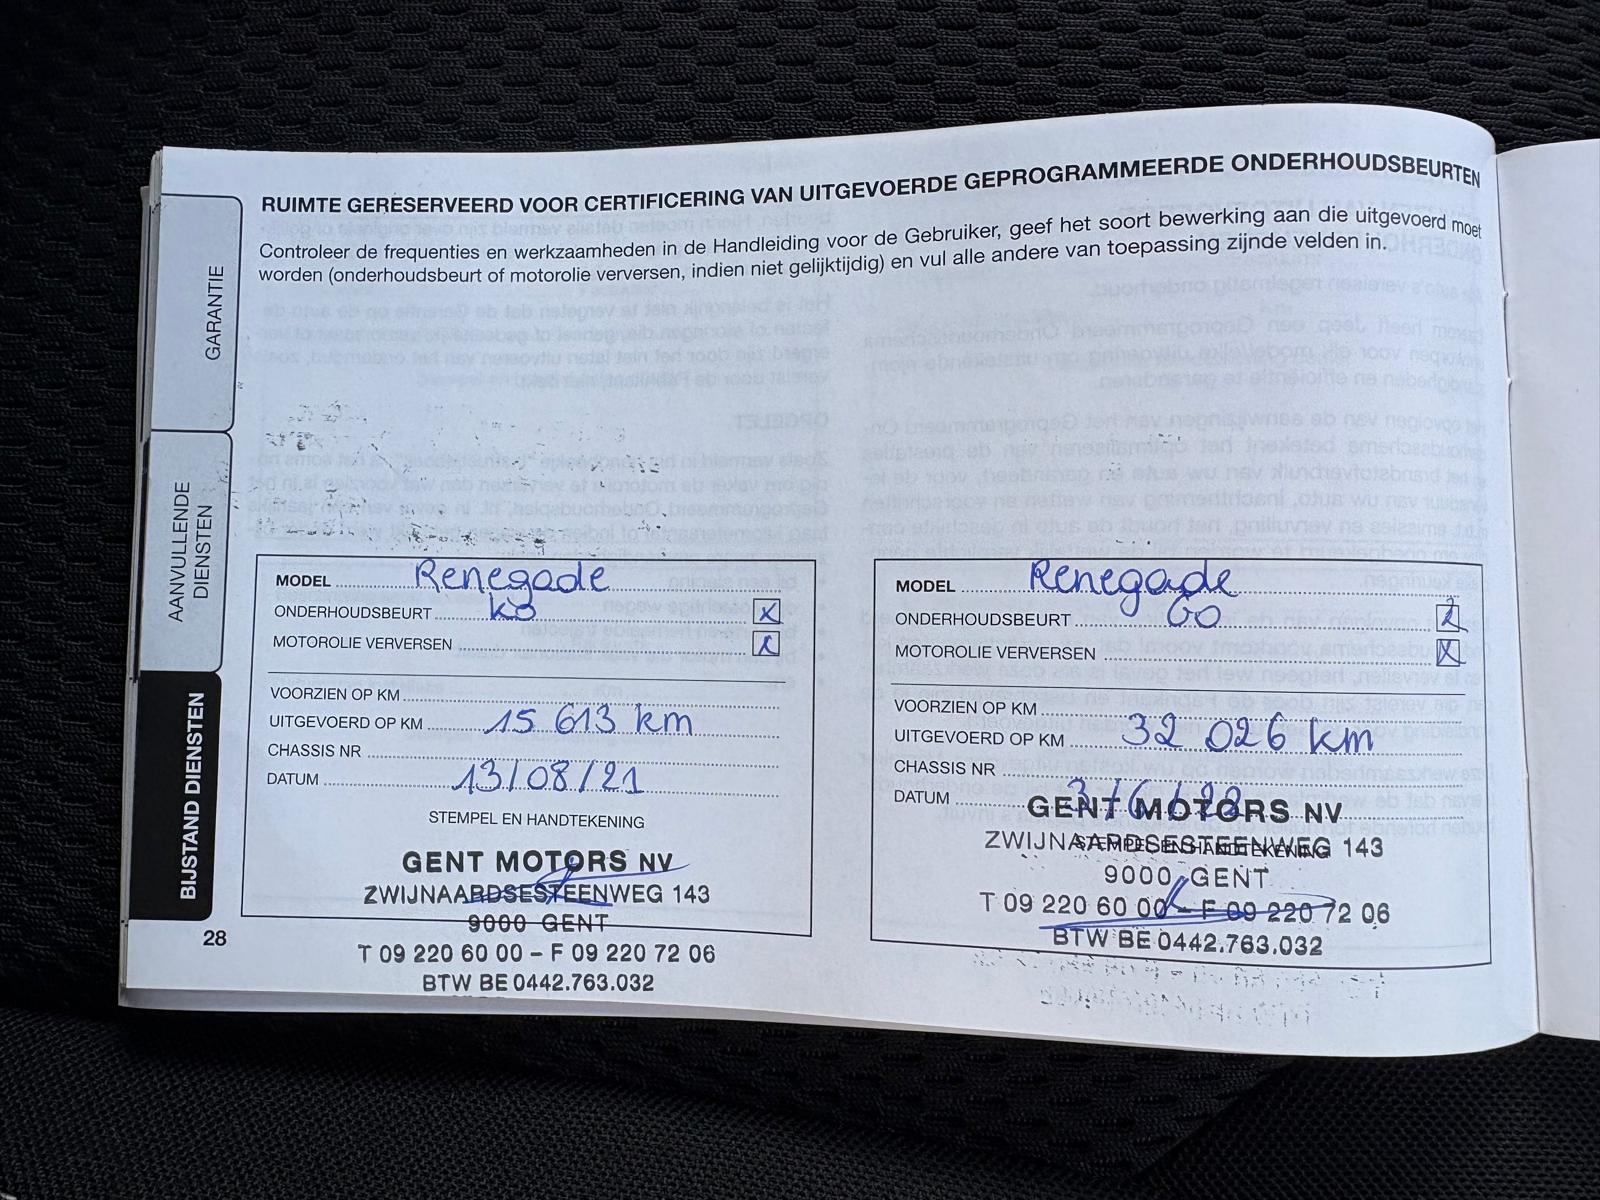 RUIMTE GERESERVEERD VOOR CERTIFICERING VAN UITGEVOERDE GEPROGRAMMEERDE ONDERHOUDSBEURTEN
Controleer de frequenties en werkzaamheden in de Handleiding voor de Gebruiker, geef het soort bewerking aan die uitgevoerd moet
worden (onderhoudsbeurt of motorolie verversen, indien niet gelijktijdig) en vul alle andere van toepassing zijnde velden in.
GARANTIE
AANVULLENDE
DIENSTEN
BIJSTAND DIENSTEN
28
MODEL Renegade
ONDERHOUDSBEURT X
MOTOROLIE VERVERSEN X
VOORZIEN OP KM
UITGEVOERD OP KM 15 613 km
CHASSIS NR
DATUM 13/08/21
STEMPEL EN HANDTEKENING
GENT MOTORS NV
ZWIJNAARDSESTEENWEG 143
9000 GENT
T 09 220 60 00 - F 09 220 72 06
BTW BE 0442.763.032
MODEL Renegade
ONDERHOUDSBEURT
MOTOROLIE VERVERSEN X
VOORZIEN OP KM
UITGEVOERD OP KM 32 026 km
CHASSIS NR
DATUM 3/6/22
STEMPEL EN HANDTEKENING
GENT MOTORS NV
ZWIJNAARDSESTEENWEG 143
9000 GENT
T 09 220 60 00 - F 09 220 72 06
BTW BE 0442.763.032